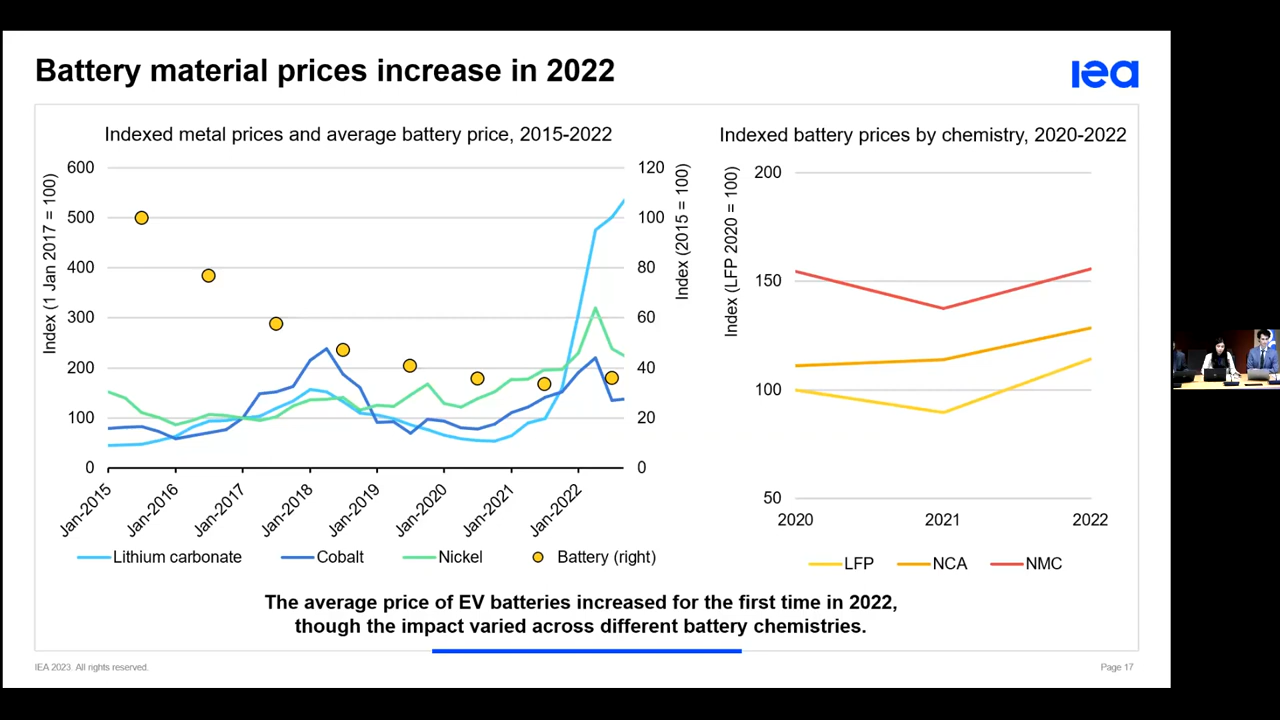 Battery material prices increase in 2022
iea
Indexed metal prices and average battery price, 2015-2022
Index (1 Jan 2017 = 100)
600
500
400
300
200
100
0
120
100
80
60
40
20
0
Index (2015 = 100)
Jan-2015
Jan-2016
Jan-2017
Jan-2018
Jan-2019
Jan-2020
Jan-2021
Jan-2022
Lithium carbonate
Cobalt
Nickel
Battery (right)
Indexed battery prices by chemistry, 2020-2022
Index (LFP 2020 = 100)
200
150
100
50
2020
2021
2022
LFP
NCA
NMC
The average price of EV batteries increased for the first time in 2022,
though the impact varied across different battery chemistries.
IEA 2023. All rights reserved.
Page 17